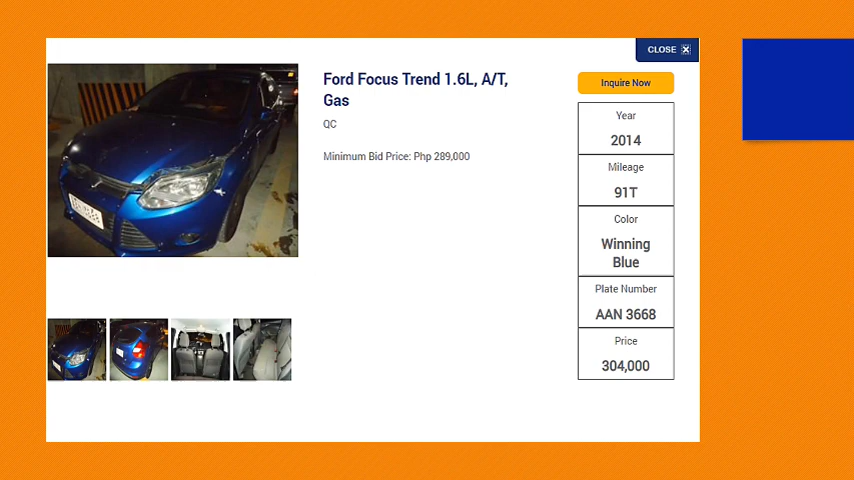 CLOSE
Ford Focus Trend 1.6L, A/T,
Gas
QC
Minimum Bid Price: Php 289,000
Inquire Now
Year
2014
Mileage
91T
Color
Winning
Blue
Plate Number
AAN 3668
Price
304,000